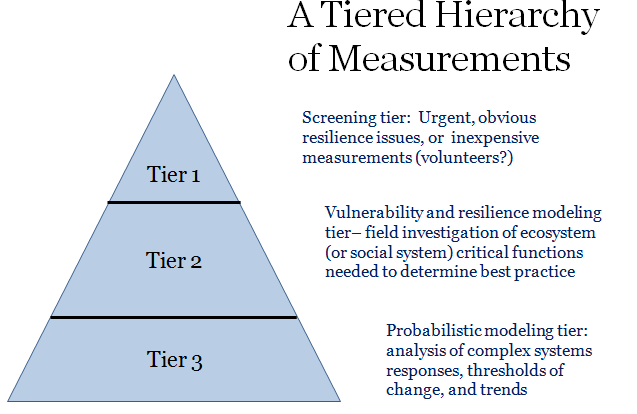 A Tiered Hierarchy
of Measurements
Screening tier: Urgent, obvious
resilience issues, or inexpensive
measurements (volunteers?)
Tier 1
Vulnerability and resilience modeling
tier– field investigation of ecosystem
(or social system) critical functions
needed to determine best practice
Tier 2
Probabilistic modeling tier:
analysis of complex systems
responses, thresholds of
change, and trends
Tier 3